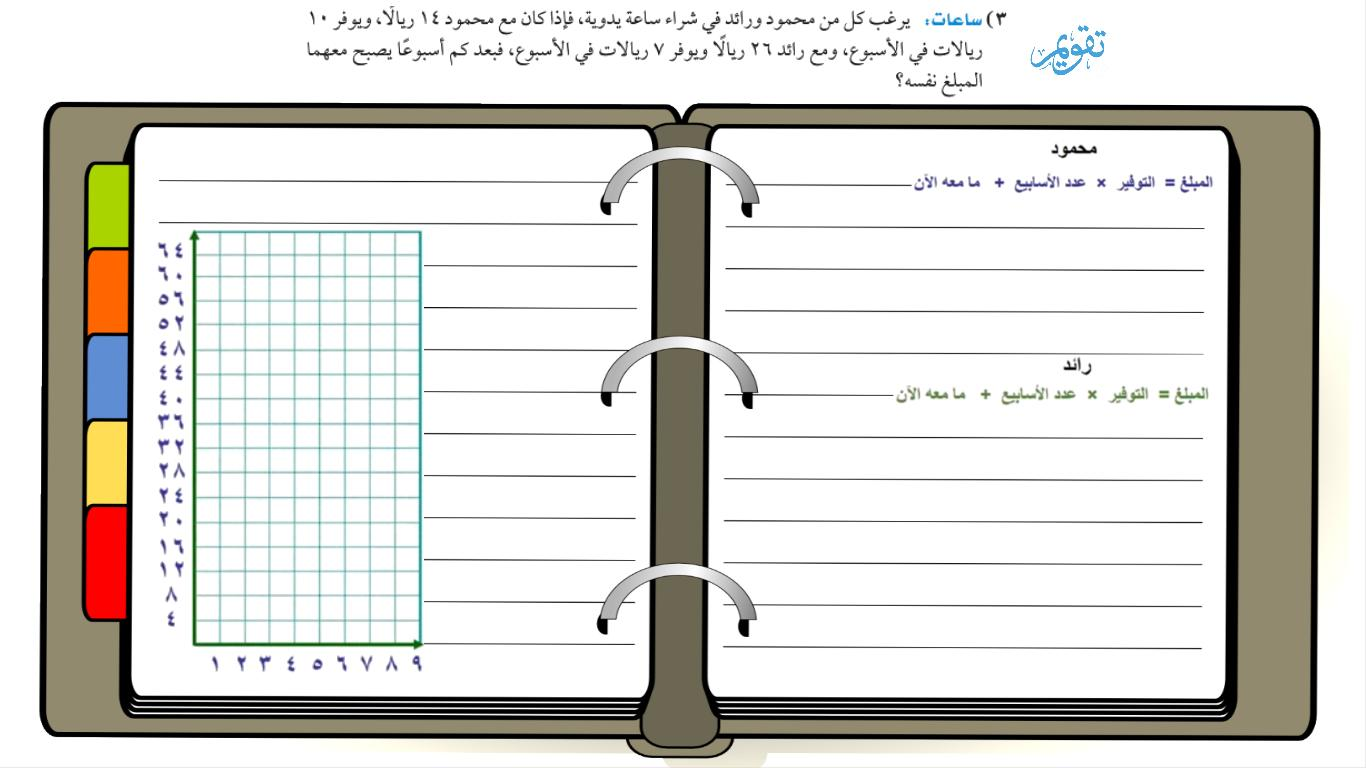 تقويم
٣) ساعات: يرغب كل من محمود ورائد في شراء ساعة يدوية، فإذا كان مع محمود ١٤ ريالًا، ويوفر ١٠
ريالات في الأسبوع، ومع رائد ٢٦ ريالًا ويوفر ٧ ريالات في الأسبوع، فبعد كم أسبوعًا يصبح معهما
المبلغ نفسه؟
محمود
المبلغ = التوفير × عدد الأسابيع + ما معه الآن
رائد
المبلغ = التوفير × عدد الأسابيع + ما معه الآن
٦٤
٦٠
٥٦
٥٢
٤٨
٤٤
٤٠
٣٦
٣٢
٢٨
٢٤
٢٠
١٦
١٢
٨
٤
١ ٢ ٣ ٤ ٥ ٦ ٧ ٨ ٩